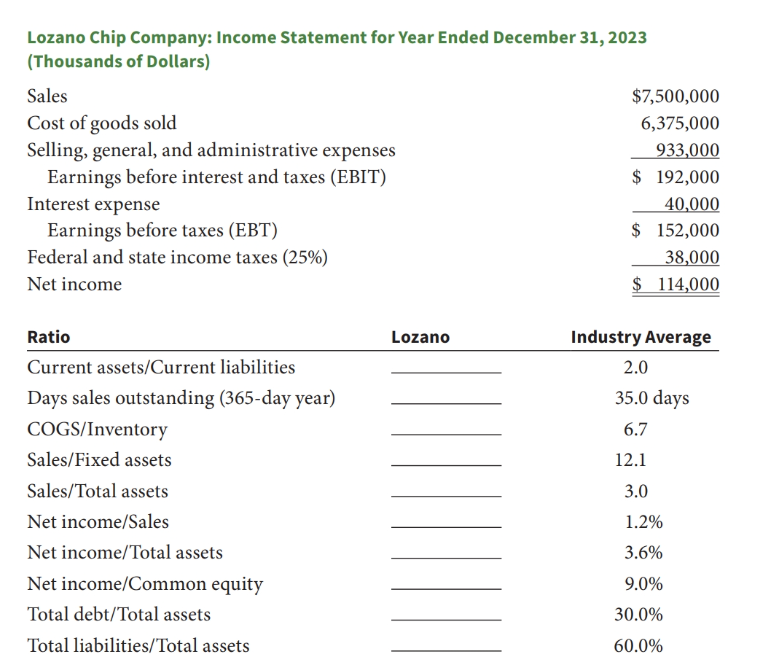 Lozano Chip Company: Income Statement for Year Ended December 31, 2023
(Thousands of Dollars)
Sales $7,500,000
Cost of goods sold 6,375,000
Selling, general, and administrative expenses 933,000
Earnings before interest and taxes (EBIT) $ 192,000
Interest expense 40,000
Earnings before taxes (EBT) $ 152,000
Federal and state income taxes (25%) 38,000
Net income $ 114,000
Ratio Lozano Industry Average
Current assets/Current liabilities 2.0
Days sales outstanding (365-day year) 35.0 days
COGS/Inventory 6.7
Sales/Fixed assets 12.1
Sales/Total assets 3.0
Net income/Sales 1.2%
Net income/Total assets 3.6%
Net income/Common equity 9.0%
Total debt/Total assets 30.0%
Total liabilities/Total assets 60.0%